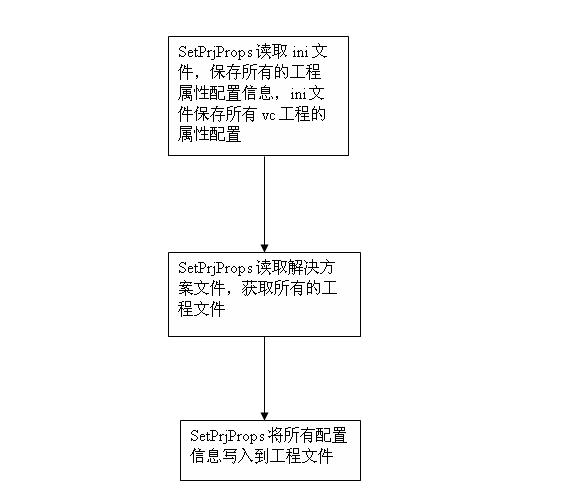 SetPrjProps 读取 ini 文
件，保存所有的工程
属性配置信息，ini 文
件保存所有 vc 工程的
属性配置
SetPrjProps 读取解决方
案文件，获取所有的工
程文件
SetPrjProps 将所有配置
信息写入到工程文件